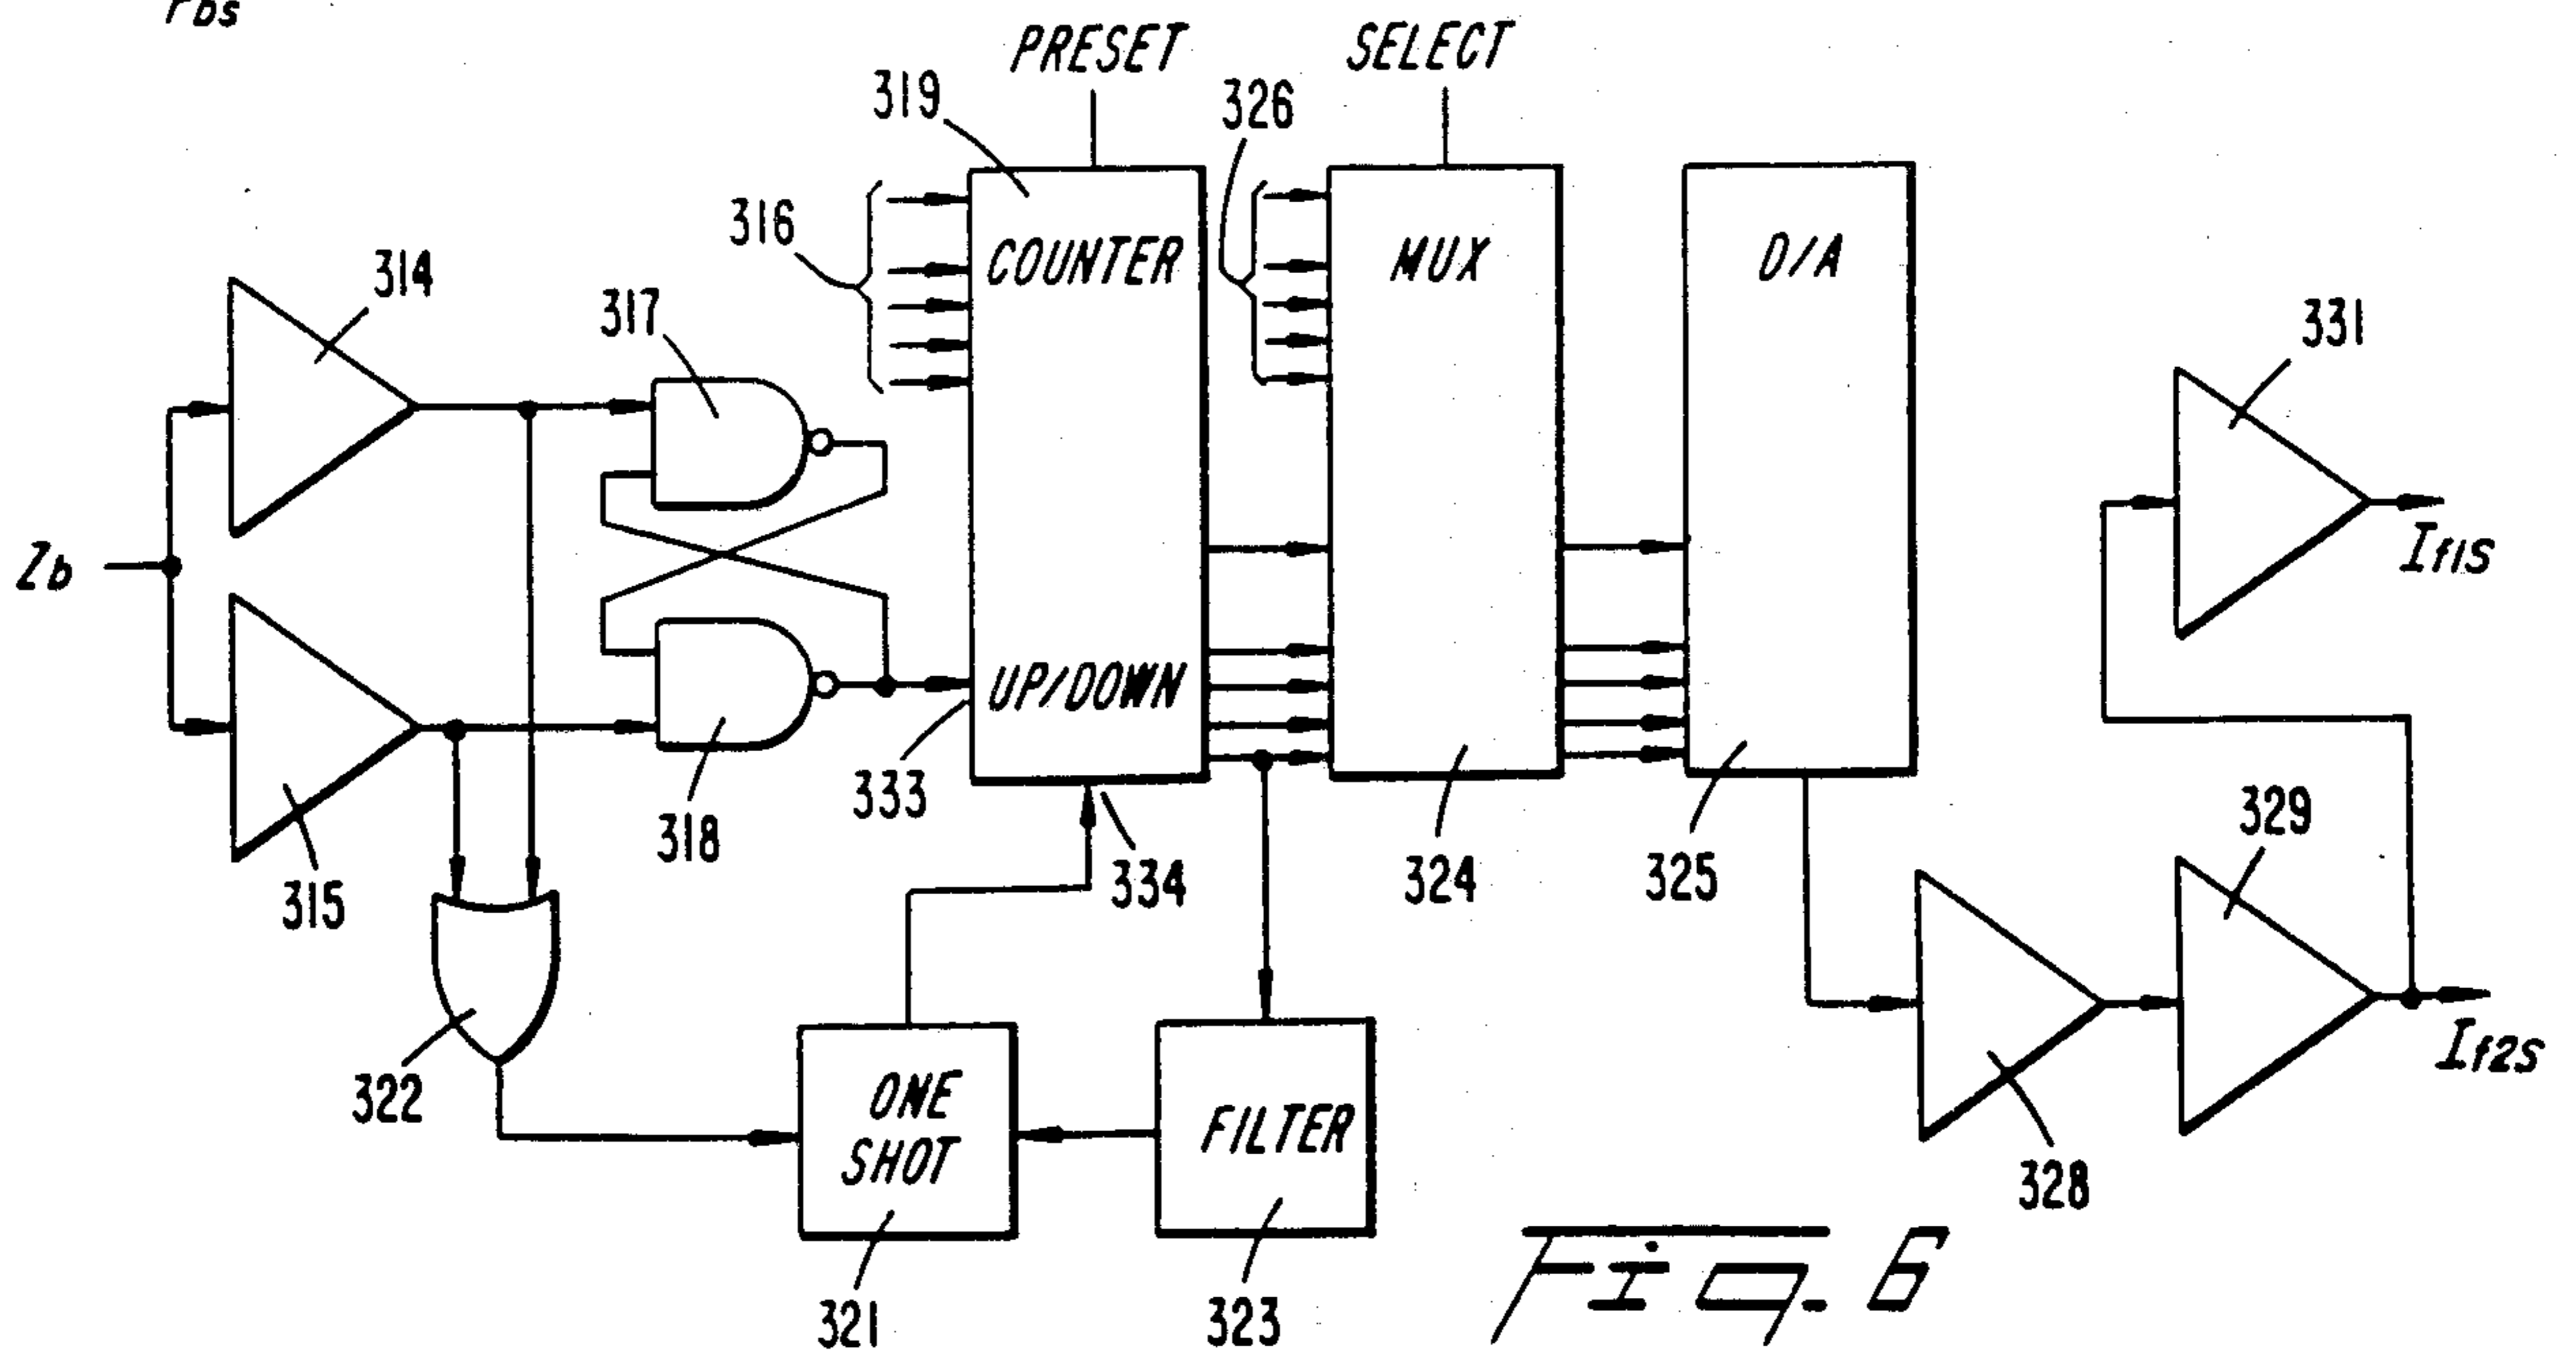 rbs
PRESET
SELECT
319
326
316
COUNTER
MUX
D/A
314
317
331
Zb
If1s
UP/DOWN
333
318
334
324
325
329
315
322
ONE
SHOT
FILTER
If2s
328
321
323
Fig. 6